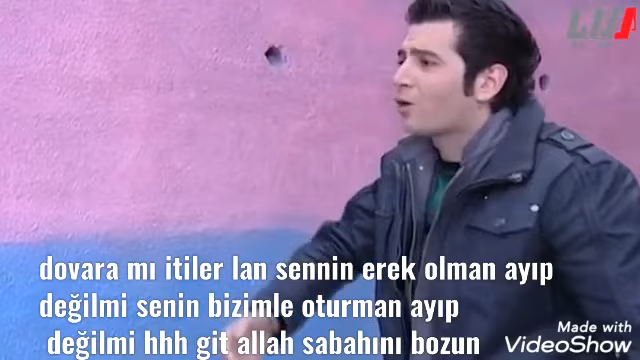 dovara mı itiler lan sennin erek olman ayıp
değilmi senin bizimle oturman ayıp
değilmi hhh git allah sabahını bozun
Made with
VideoShow